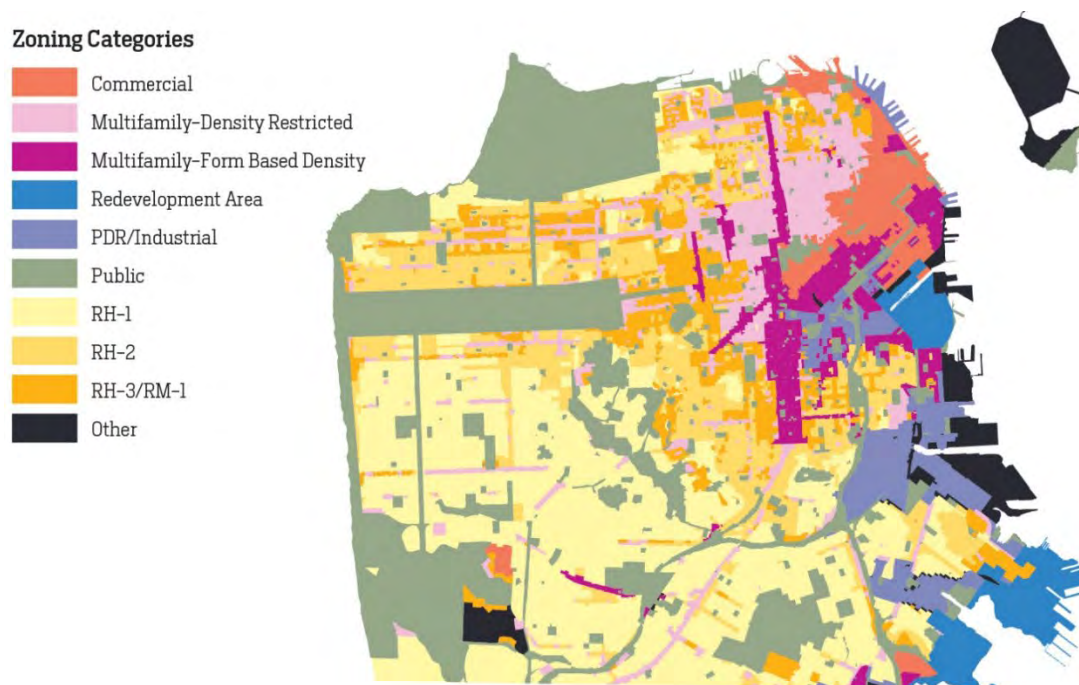 Zoning Categories
Commercial
Multifamily-Density Restricted
Multifamily-Form Based Density
Redevelopment Area
PDR/Industrial
Public
RH-1
RH-2
RH-3/RM-1
Other